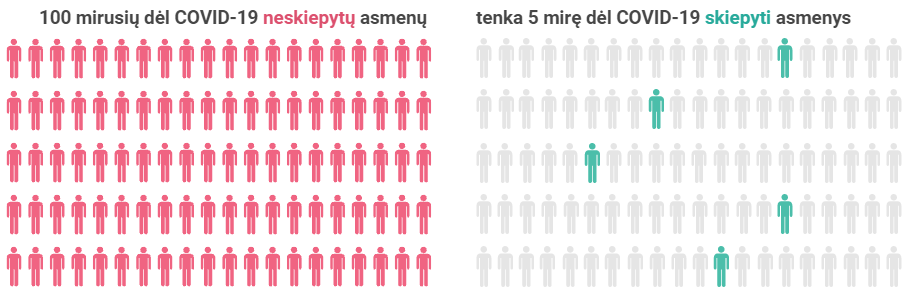 100 mirusių dėl COVID-19 neskiepytų asmenų
tenka 5 mirę dėl COVID-19 skiepyti asmenys